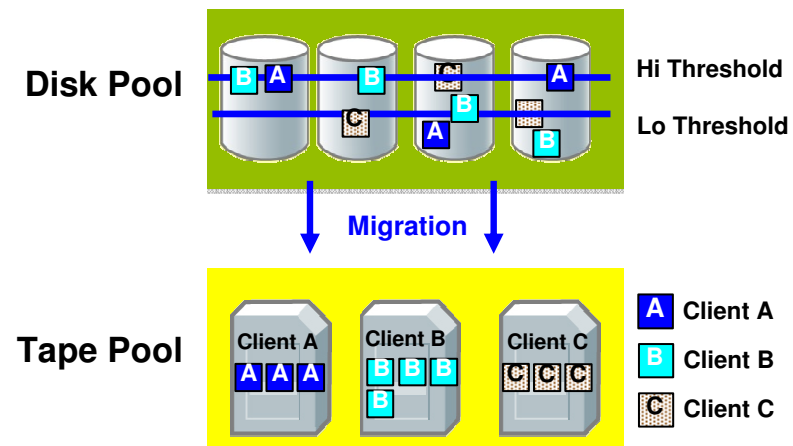 Disk Pool
B A
B
C
A
Hi Threshold
C
B
A
B
Lo Threshold
Migration
Tape Pool
Client A
A A A
Client B
B B B
B
Client C
C C C
A Client A
B Client B
C Client C